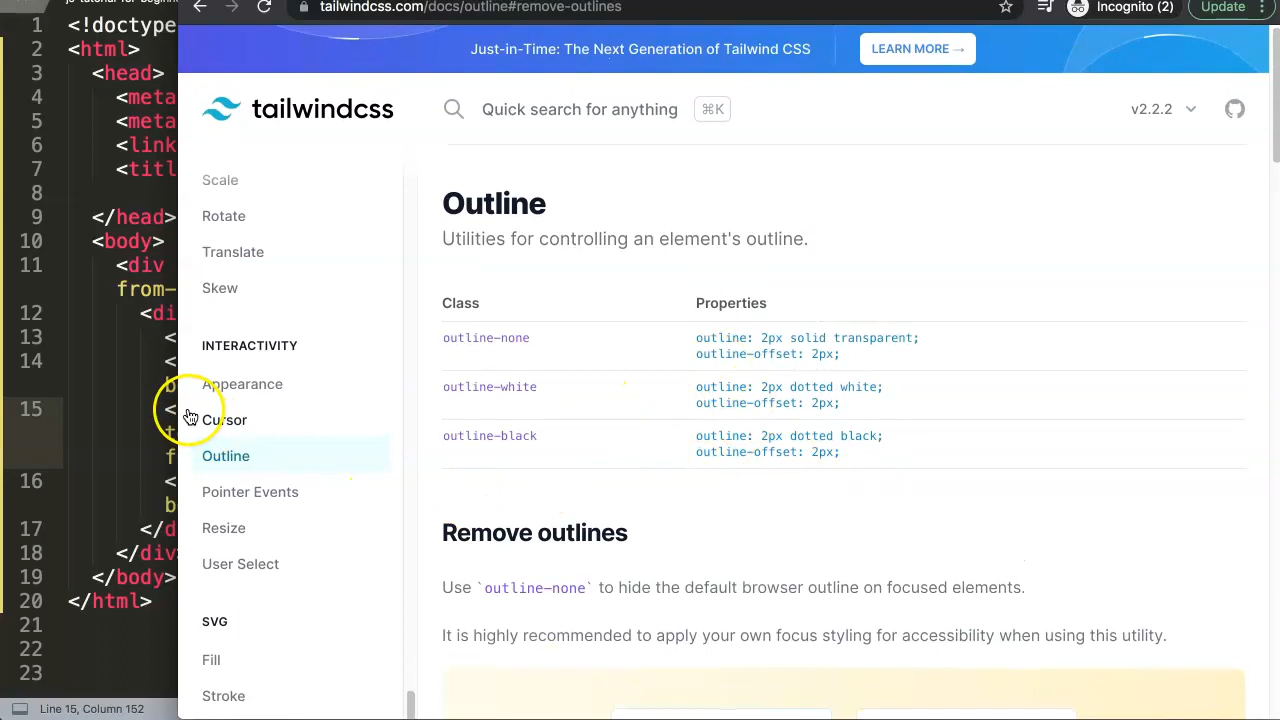 js-tutorial for beginner
1 <!doctype
2 <html>
3 <head>
4 <meta
5 <meta
6 <link
7 <titl
8
9 </head>
10 <body>
11 <div
from-
12 <di
13 <
14 <
b
15 <
t
f
16 <
b
17 </d
18 </div
19 </body>
20 </html>
21
22
23
Line 15, Column 152
tailwindcss.com/docs/outline#remove-outlines
Incognito (2)
Update
Just-in-Time: The Next Generation of Tailwind CSS
LEARN MORE →
tailwindcss
Quick search for anything
⌘K
v2.2.2
Scale
Rotate
Translate
Skew
INTERACTIVITY
Appearance
Cursor
Outline
Pointer Events
Resize
User Select
SVG
Fill
Stroke
Outline
Utilities for controlling an element's outline.
Class Properties
outline-none outline: 2px solid transparent;
outline-offset: 2px;
outline-white outline: 2px dotted white;
outline-offset: 2px;
outline-black outline: 2px dotted black;
outline-offset: 2px;
Remove outlines
Use `outline-none` to hide the default browser outline on focused elements.
It is highly recommended to apply your own focus styling for accessibility when using this utility.